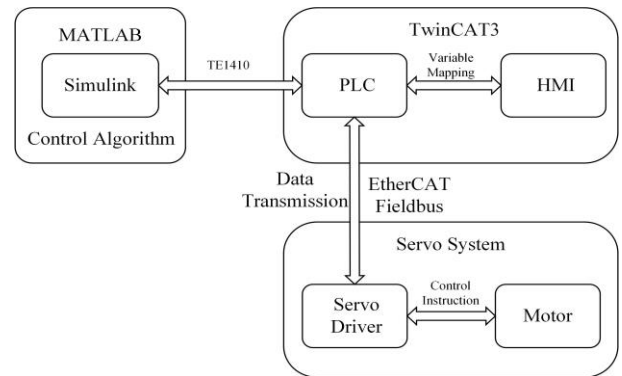 MATLAB
Simulink
Control Algorithm
TE1410
TwinCAT3
PLC
Variable
Mapping
HMI
Data
Transmission
EtherCAT
Fieldbus
Servo System
Servo
Driver
Control
Instruction
Motor